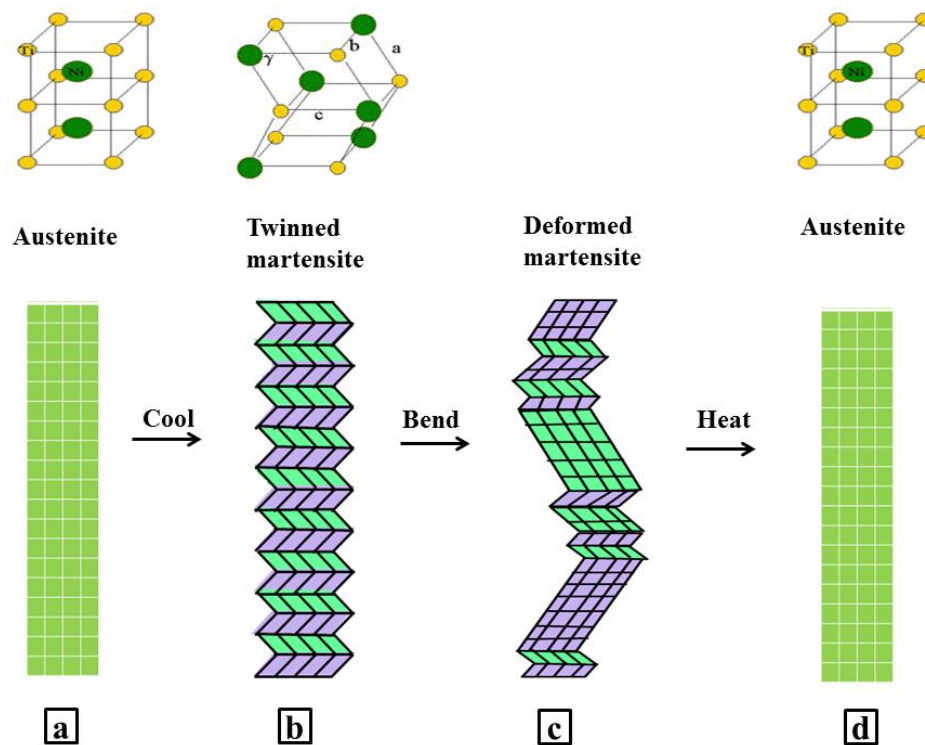 Ti
Ni
γ
b
a
c
Ti
Ni
Austenite
Twinned
martensite
Deformed
martensite
Austenite
Cool
Bend
Heat
a
b
c
d